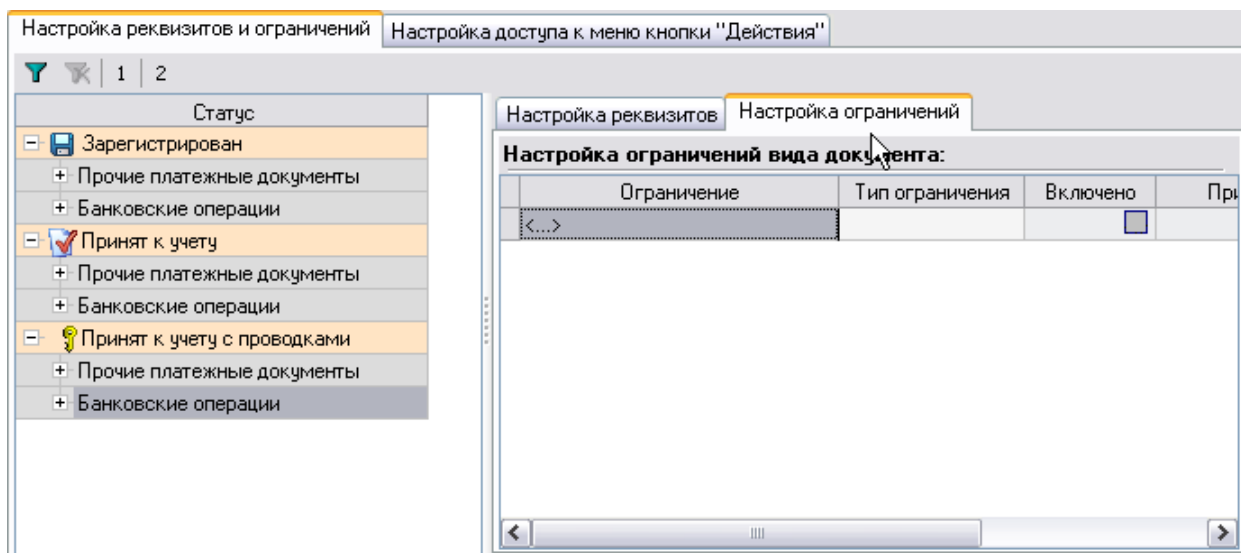 Настройка реквизитов и ограничений Настройка доступа к меню кнопки "Действия"
1 2
Статус
Зарегистрирован
Прочие платежные документы
Банковские операции
Принят к учету
Прочие платежные документы
Банковские операции
Принят к учету с проводками
Прочие платежные документы
Банковские операции
Настройка реквизитов Настройка ограничений
Настройка ограничений вида документа:
Ограничение Тип ограничения Включено При
<...>